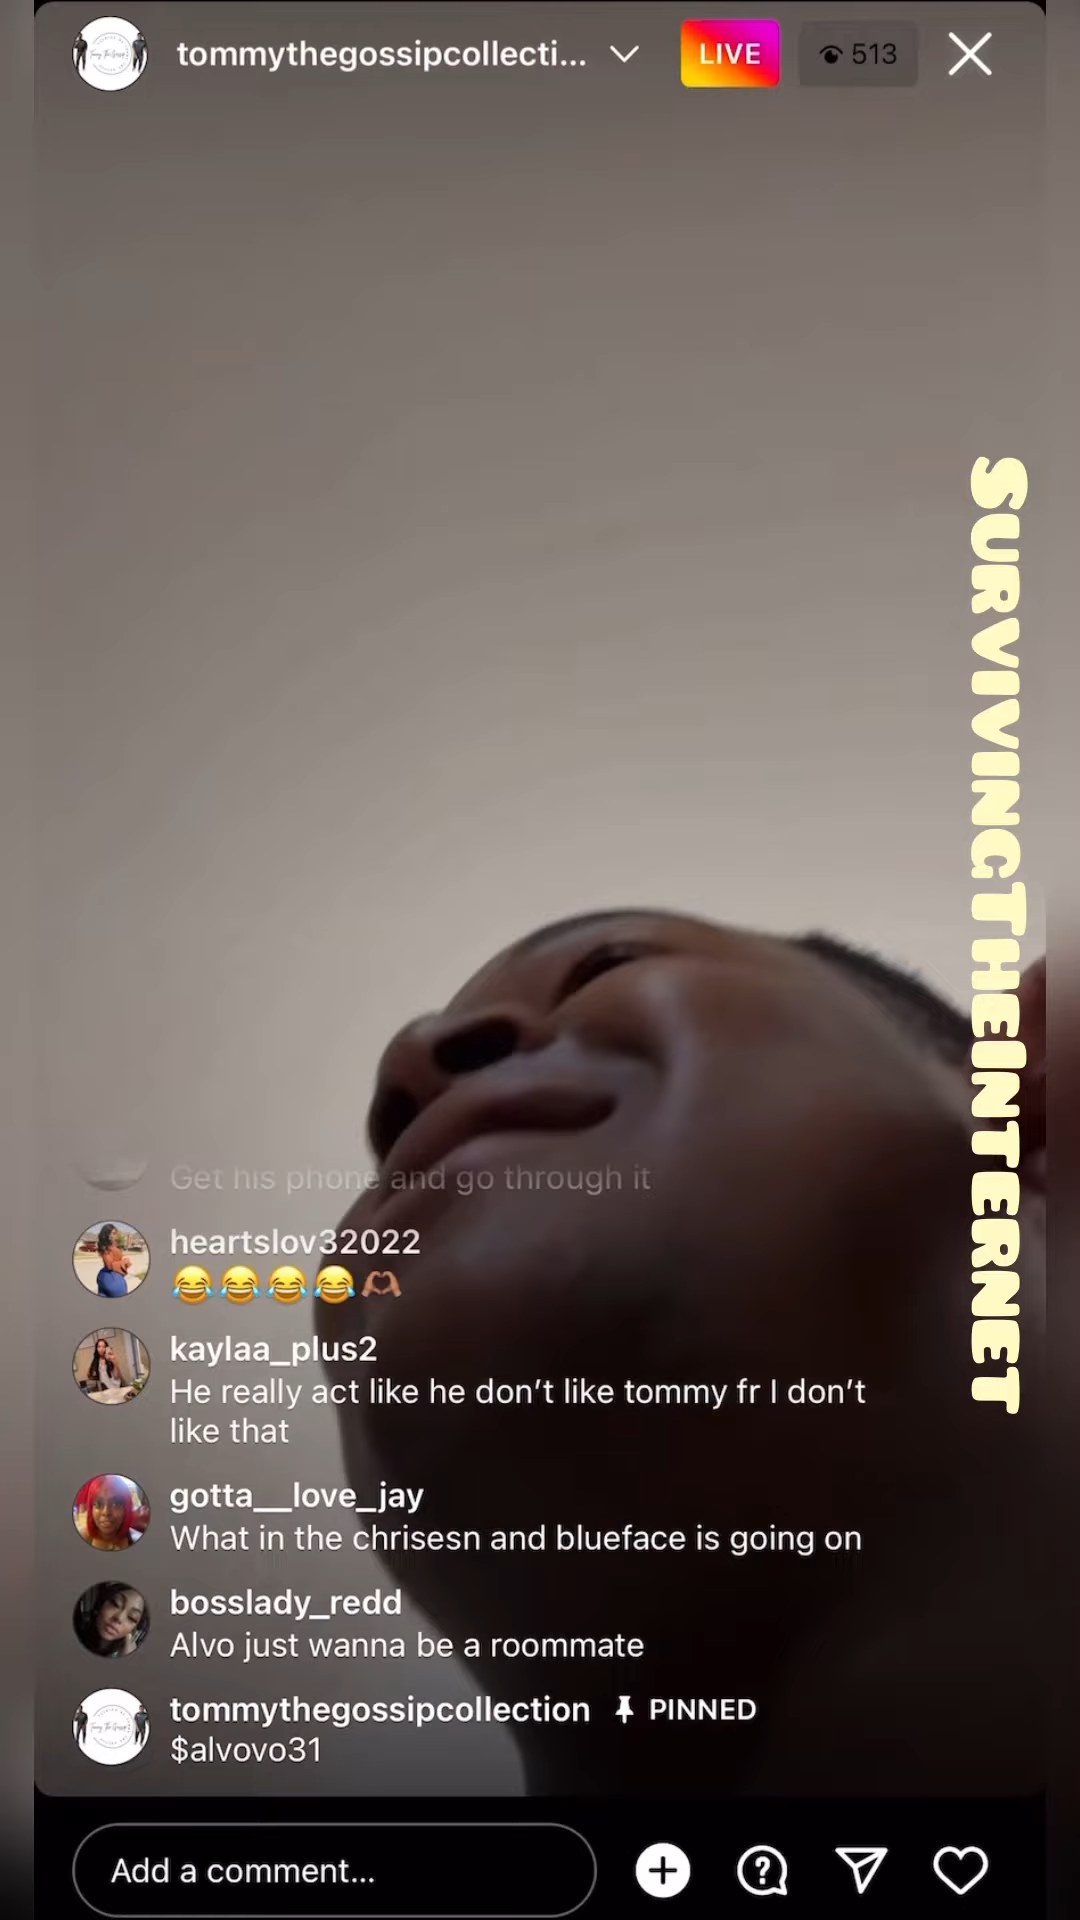 tommythegossipcollecti...
LIVE
513
SURVIVINGTHEINTERNET
Get his phone and go through it
heartslov32022
😂😂😂😂🫶🏽
kaylaa_plus2
He really act like he don’t like tommy fr I don’t
like that
gotta__love_jay
What in the chrisesn and blueface is going on
bosslady_redd
Alvo just wanna be a roommate
tommythegossipcollection PINNED
$alvovo31
Add a comment...